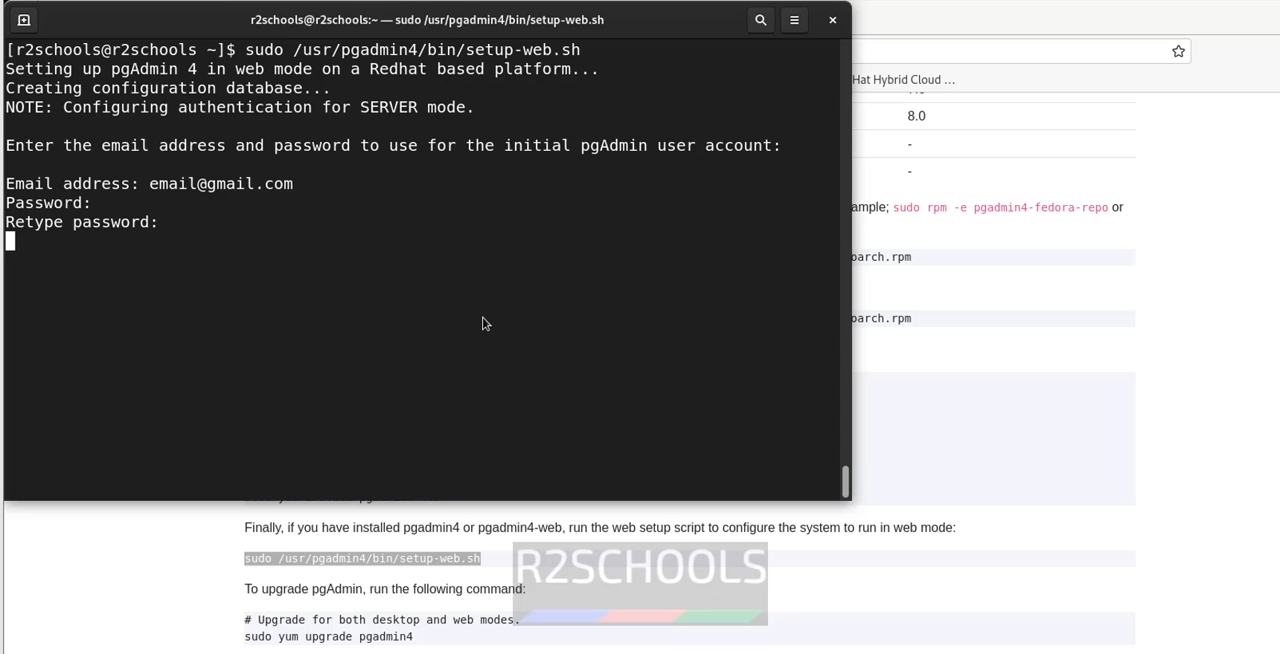 r2schools@r2schools:~ — sudo /usr/pgadmin4/bin/setup-web.sh
[r2schools@r2schools ~]$ sudo /usr/pgadmin4/bin/setup-web.sh
Setting up pgAdmin 4 in web mode on a Redhat based platform...
Creating configuration database...
NOTE: Configuring authentication for SERVER mode.
Enter the email address and password to use for the initial pgAdmin user account:
Email address: email@gmail.com
Password:
Retype password:
Hat Hybrid Cloud ...
8.0
-
-
ample; sudo rpm -e pgadmin4-fedora-repo or
oarch.rpm
oarch.rpm
Finally, if you have installed pgadmin4 or pgadmin4-web, run the web setup script to configure the system to run in web mode:
sudo /usr/pgadmin4/bin/setup-web.sh
R2SCHOOLS
To upgrade pgAdmin, run the following command:
# Upgrade for both desktop and web modes.
sudo yum upgrade pgadmin4